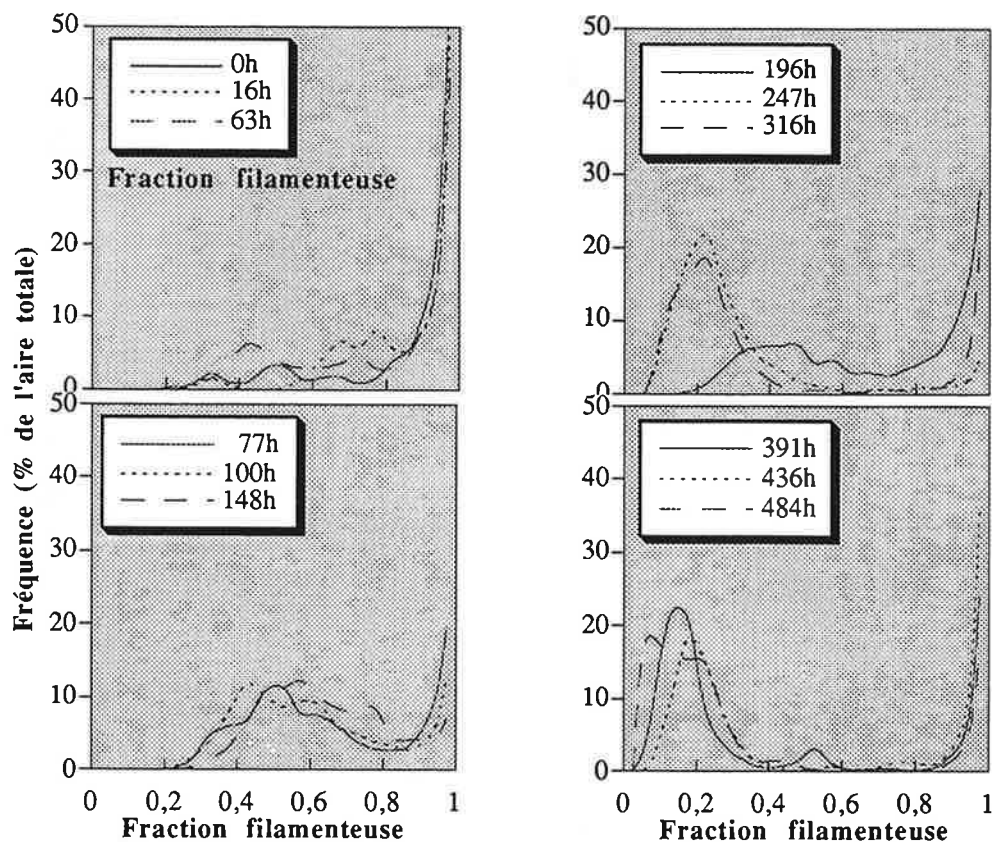 Fréquence (% de l'aire totale)
50
40
30
20
10
0
0h
16h
63h
Fraction filamenteuse
50
40
30
20
10
0
196h
247h
316h
50
40
30
20
10
0
77h
100h
148h
0 0,2 0,4 0,6 0,8 1
Fraction filamenteuse
50
40
30
20
10
0
391h
436h
484h
0 0,2 0,4 0,6 0,8 1
Fraction filamenteuse